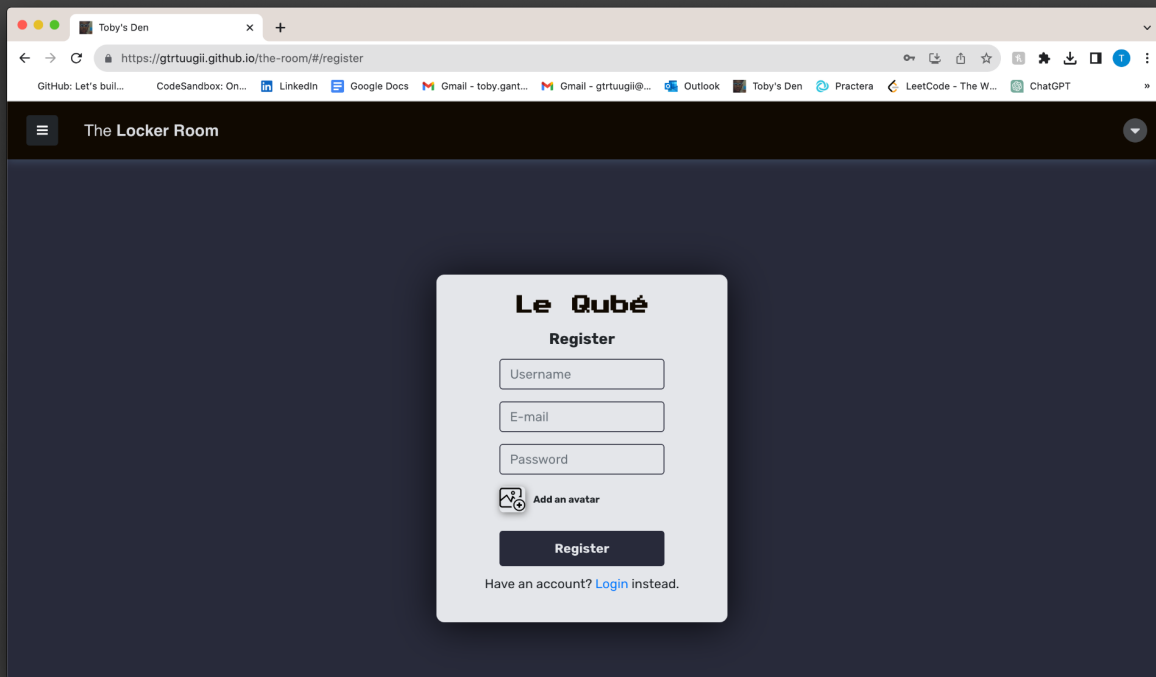 Toby's Den
https://gtrtuugii.github.io/the-room/#/register
T
GitHub: Let's buil... CodeSandbox: On... in LinkedIn Google Docs Gmail - toby.gant... Gmail - gtrtuugii@... Outlook Toby's Den Practera LeetCode - The W... ChatGPT »
The Locker Room
Le Qubé
Register
Username
E-mail
Password
Add an avatar
Register
Have an account? Login instead.